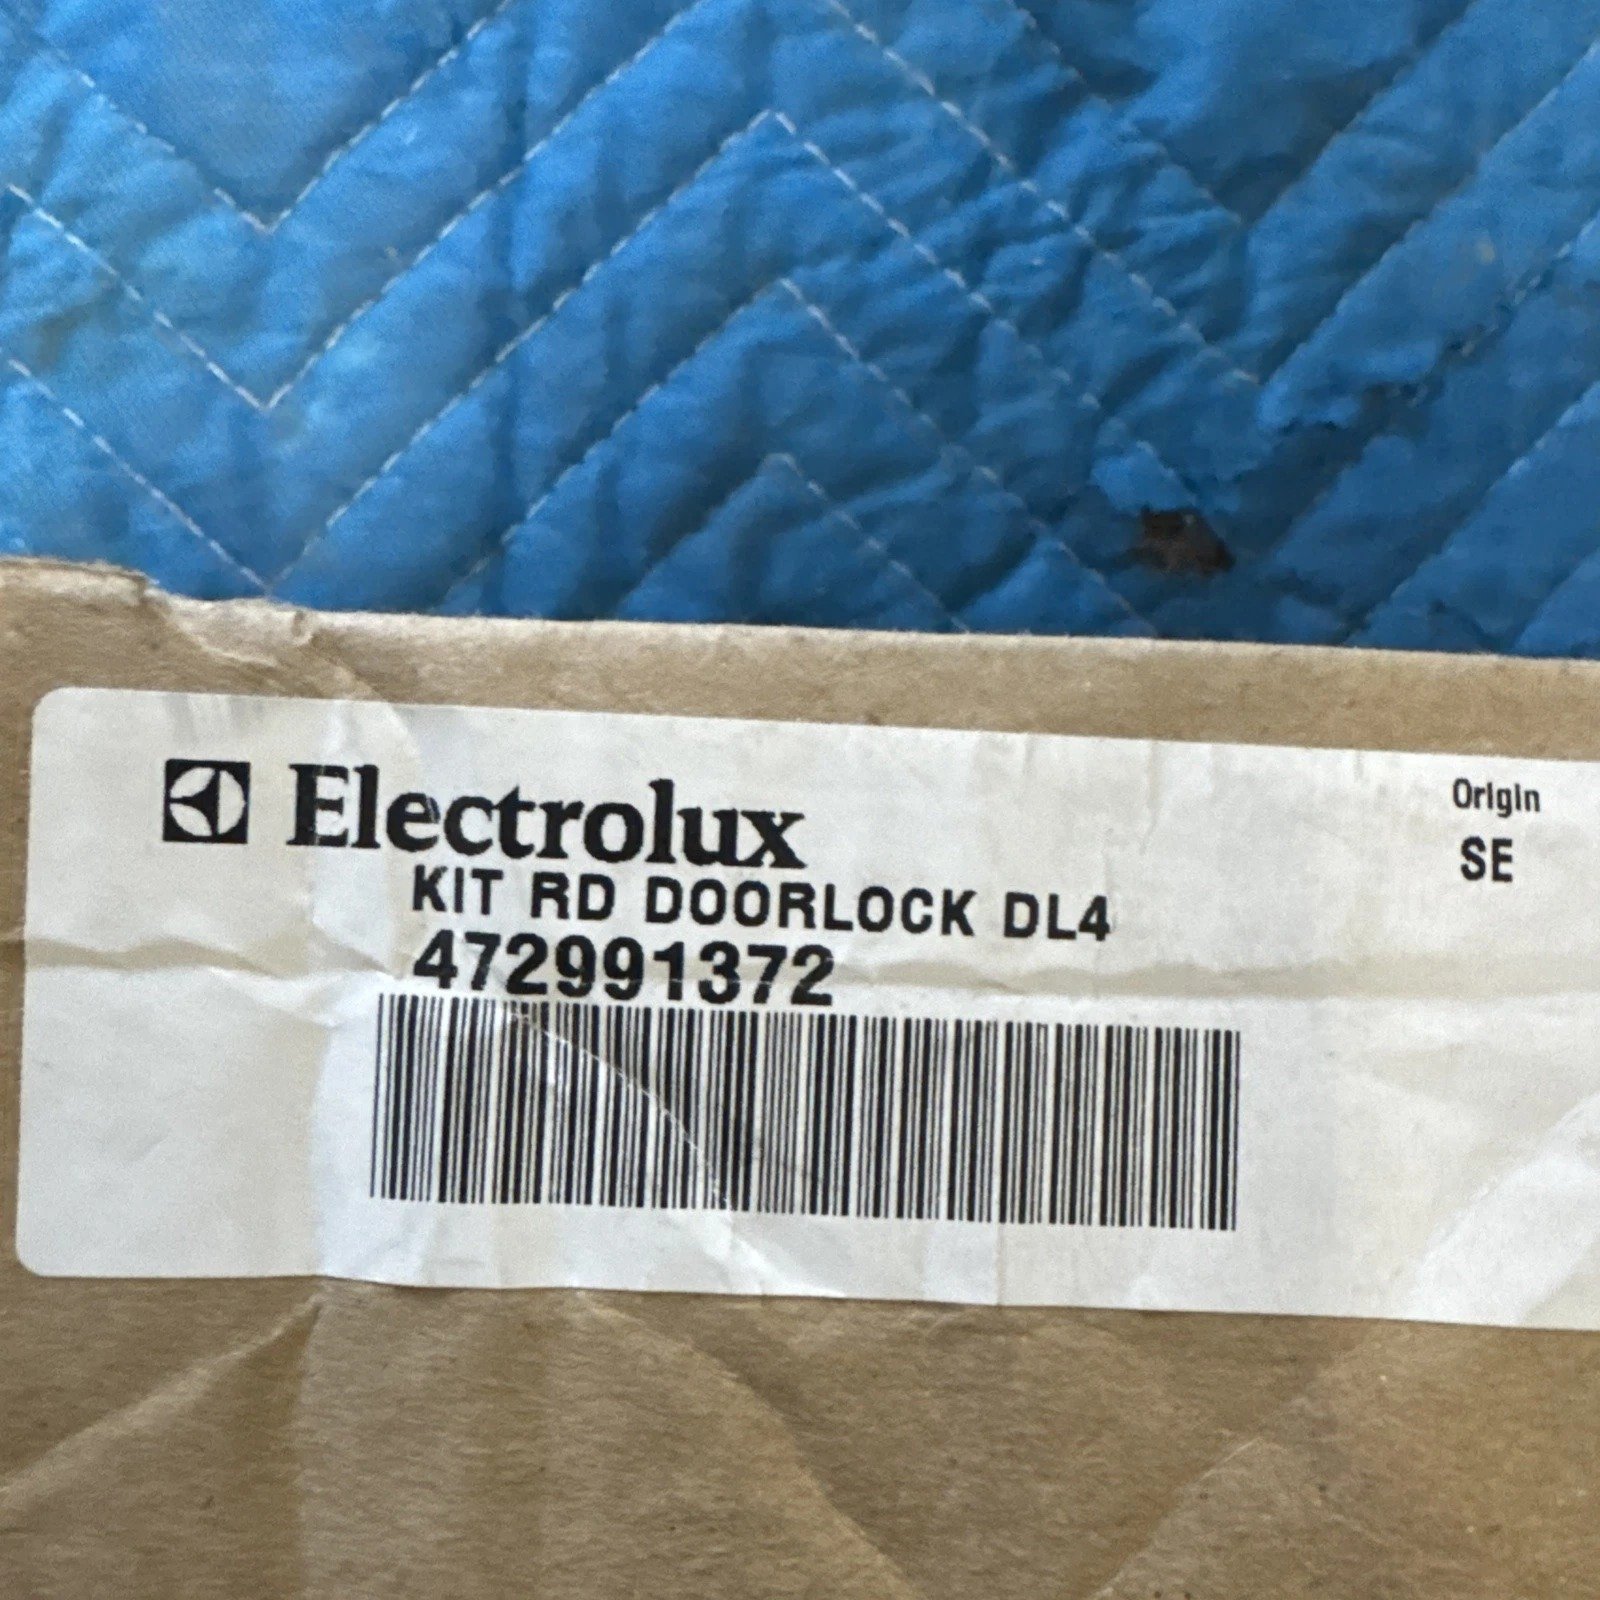 Electrolux
KIT RD DOORLOCK DL4
472991372
Origin
SE